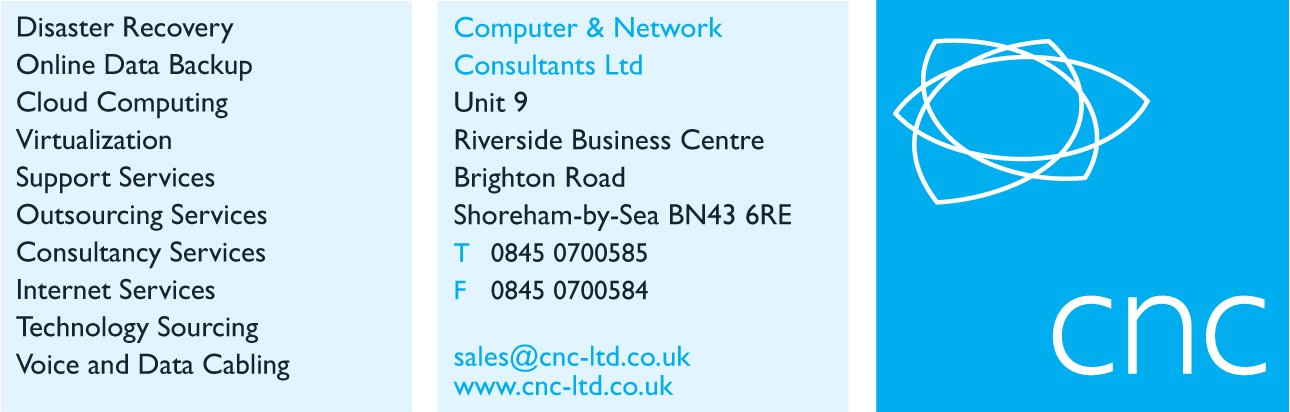 Disaster Recovery
Online Data Backup
Cloud Computing
Virtualization
Support Services
Outsourcing Services
Consultancy Services
Internet Services
Technology Sourcing
Voice and Data Cabling
Computer & Network
Consultants Ltd
Unit 9
Riverside Business Centre
Brighton Road
Shoreham-by-Sea BN43 6RE
T 0845 0700585
F 0845 0700584
sales@cnc-ltd.co.uk
www.cnc-ltd.co.uk
cnc